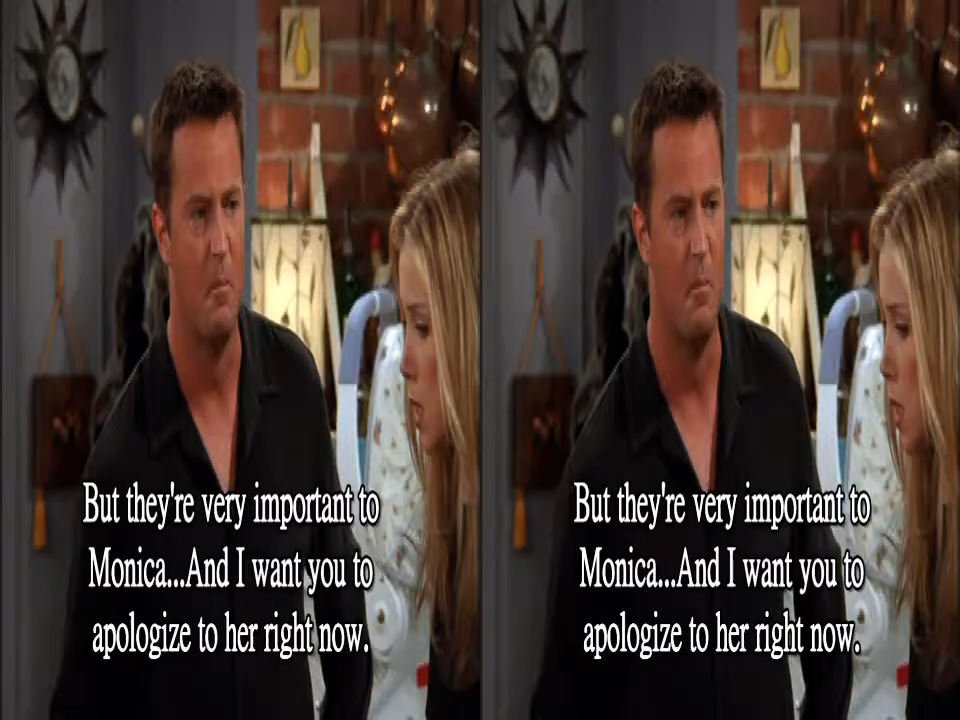 But they're very important to
Monica...And I want you to
apologize to her right now.
But they're very important to
Monica...And I want you to
apologize to her right now.